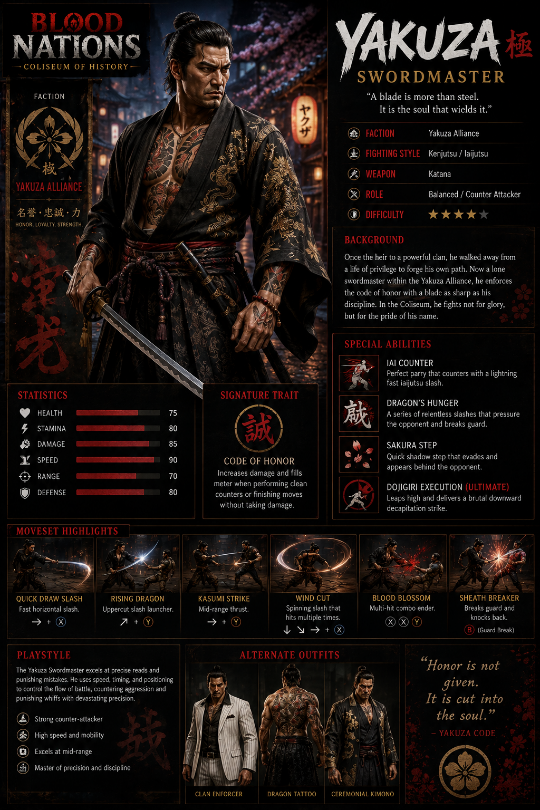 BLOOD
NATIONS
COLISEUM OF HISTORY
FACTION
YAKUZA ALLIANCE
名誉・忠誠・力
HONOR. LOYALTY. STRENGTH
ヤクザ
YAKUZA 極
SWORDMASTER
“A blade is more than steel.
It is the soul that wields it.”
FACTION Yakuza Alliance
FIGHTING STYLE Kenjutsu / Iaijutsu
WEAPON Katana
ROLE Balanced / Counter Attacker
DIFFICULTY
BACKGROUND
Once the heir to a powerful clan, he walked away from
a life of privilege to forge his own path. Now a lone
swordmaster within the Yakuza Alliance, he enforces
the code of honor with a blade as sharp as his
discipline. In the Coliseum, he fights not for glory,
but for the pride of his name.
STATISTICS
HEALTH 75
STAMINA 80
DAMAGE 85
SPEED 90
RANGE 70
DEFENSE 80
SIGNATURE TRAIT
誠
CODE OF HONOR
Increases damage and fills
meter when performing clean
counters or finishing moves
without taking damage.
SPECIAL ABILITIES
IAI COUNTER
Perfect parry that counters with a lightning
fast iaijutsu slash.
DRAGON'S HUNGER
A series of relentless slashes that pressure
the opponent and breaks guard.
SAKURA STEP
Quick shadow step that evades and
appears behind the opponent.
DOJIGIRI EXECUTION (ULTIMATE)
Leaps high and delivers a brutal downward
decapitation strike.
MOVESET HIGHLIGHTS
QUICK DRAW SLASH
Fast horizontal slash.
→ + X
RISING DRAGON
Uppercut slash launcher.
↗ + Y
KASUMI STRIKE
Mid-range thrust.
→ + Y
WIND CUT
Spinning slash that
hits multiple times.
↓ ↘ → + X
BLOOD BLOSSOM
Multi-hit combo ender.
X X Y
SHEATH BREAKER
Breaks guard and
knocks back.
B (Guard Break)
PLAYSTYLE
The Yakuza Swordmaster excels at precise reads and
punishing mistakes. He uses speed, timing, and positioning
to control the flow of battle, countering aggression and
punishing whiffs with devastating precision.
Strong counter-attacker
High speed and mobility
Excels at mid-range
Master of precision and discipline
ALTERNATE OUTFITS
CLAN ENFORCER
DRAGON TATTOO
CEREMONIAL KIMONO
“Honor is not
given.
It is cut into
the soul.”
- YAKUZA CODE